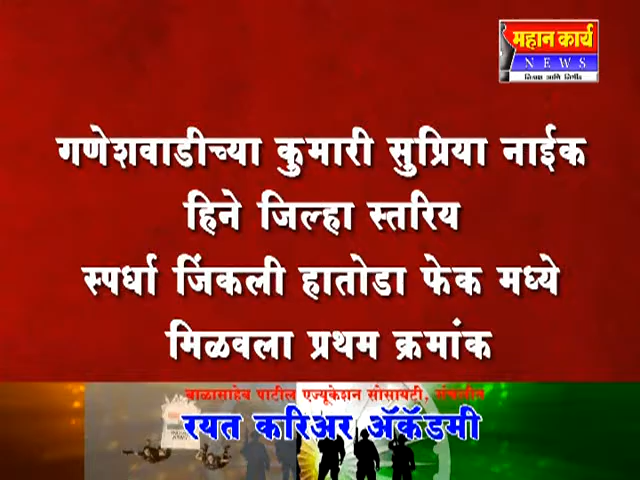 महान कार्य
NEWS
गणेशवाडीच्या कुमारी सुप्रिया नाईक
हिने जिल्हा स्तरिय
स्पर्धा जिंकली हातोडा फेक मध्ये
मिळवला प्रथम क्रमांक
बाळासाहेब पाटील एज्यूकेशन सोसायटी, संचलीत
रयत करिअर ॲकॅडमी